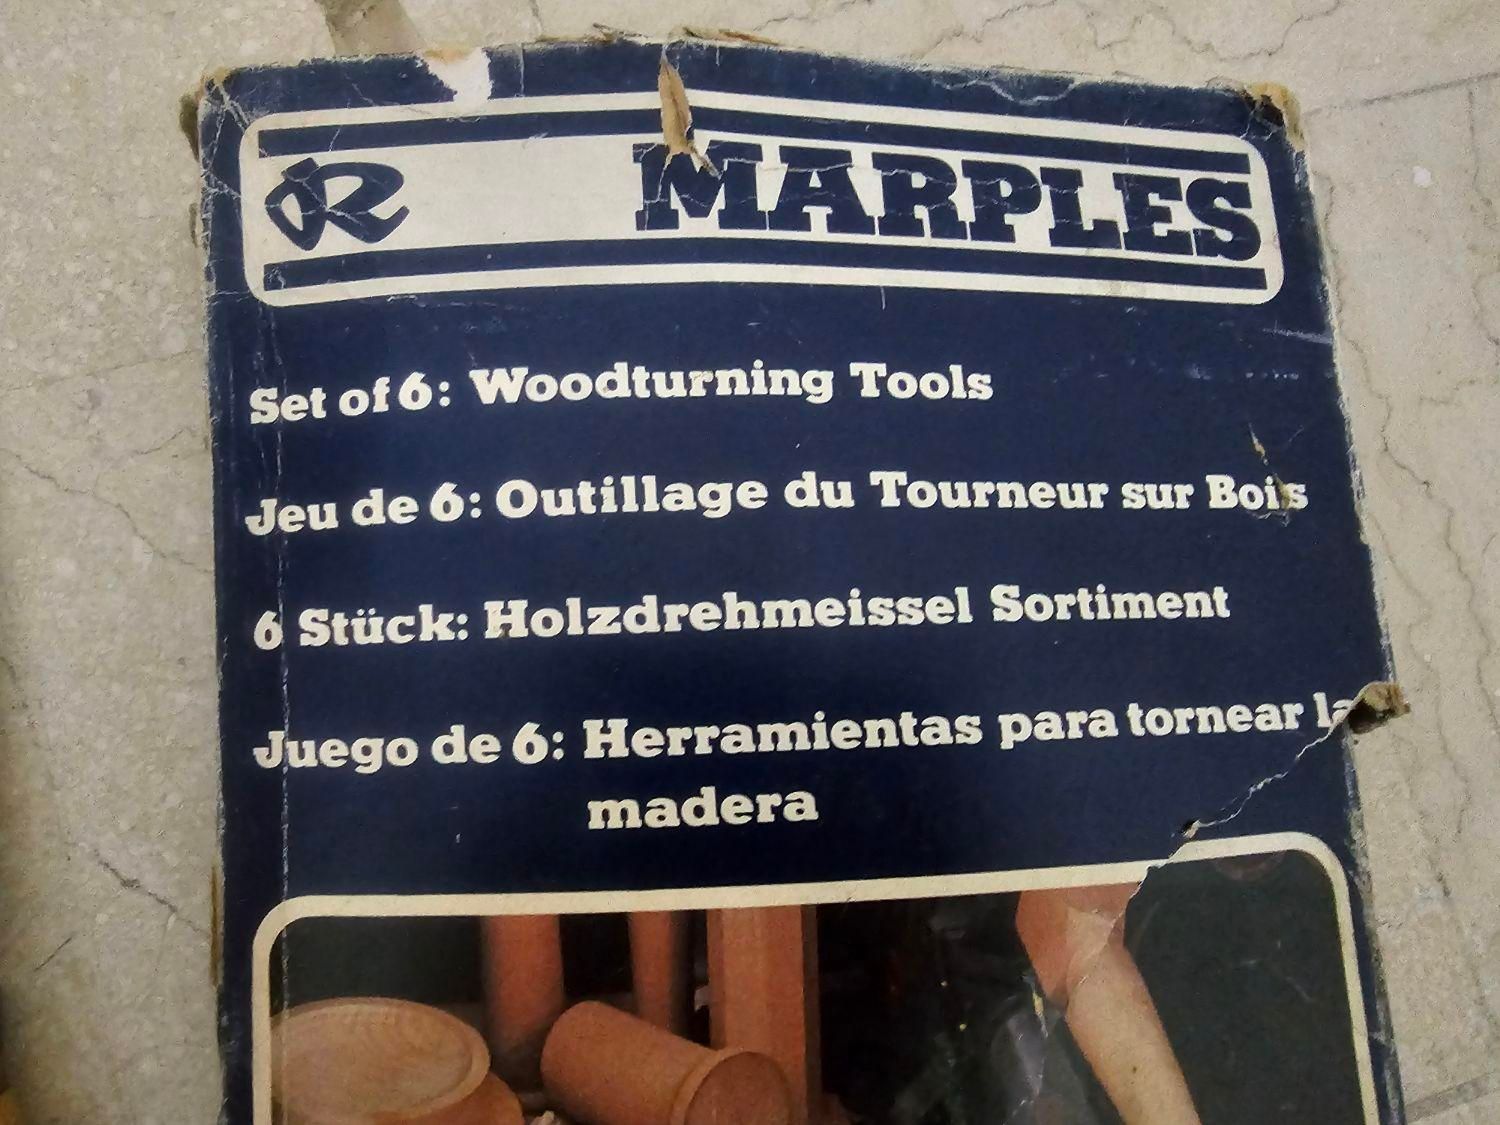 R MARPLES
Set of 6: Woodturning Tools
Jeu de 6: Outillage du Tourneur sur Bois
6 Stück: Holzdrehmeissel Sortiment
Juego de 6: Herramientas para tornear la
madera